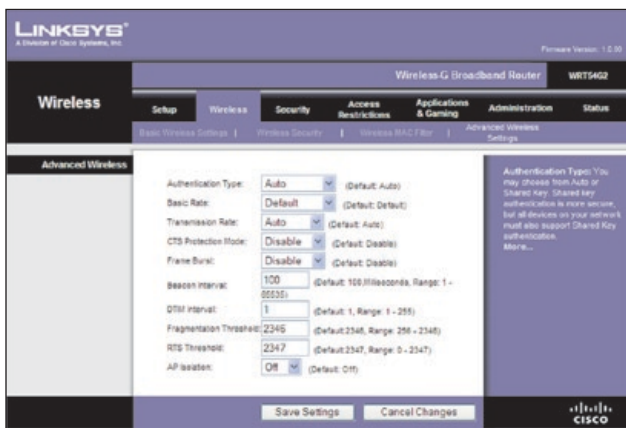 LINKSYS®
A Division of Cisco Systems, Inc.
Firmware Version: 1.0.00
Wireless-G Broadband Router WRT54G2
Wireless
Setup Wireless Security Access Restrictions Applications & Gaming Administration Status
Basic Wireless Settings | Wireless Security | Wireless MAC Filter | Advanced Wireless Settings
Advanced Wireless
Authentication Type: Auto (Default: Auto)
Basic Rate: Default (Default: Default)
Transmission Rate: Auto (Default: Auto)
CTS Protection Mode: Disable (Default: Disable)
Frame Burst: Disable (Default: Disable)
Beacon Interval: 100 (Default: 100, Milliseconds, Range: 1 - 65535)
DTIM Interval: 1 (Default: 1, Range: 1 - 255)
Fragmentation Threshold: 2346 (Default:2346, Range: 256 - 2346)
RTS Threshold: 2347 (Default:2347, Range: 0 - 2347)
AP Isolation: Off (Default: Off)
Authentication Type: You
may choose from Auto or
Shared Key. Shared key
authentication is more secure,
but all devices on your network
must also support Shared Key
authentication.
More...
Save Settings Cancel Changes
CISCO